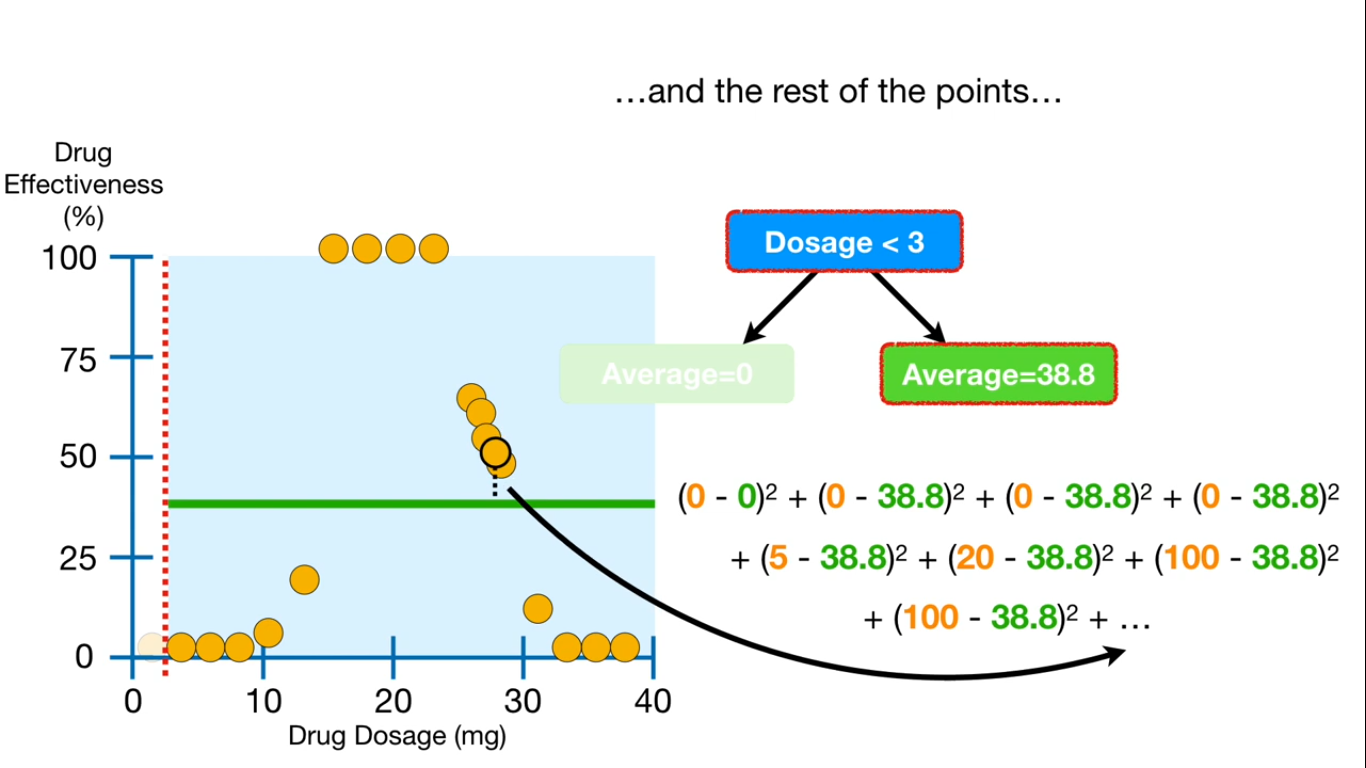 …and the rest of the points…
Drug
Effectiveness
(%)
100
75
50
25
0
0 10 20 30 40
Drug Dosage (mg)
Dosage < 3
Average=0
Average=38.8
(0 - 0)² + (0 - 38.8)² + (0 - 38.8)² + (0 - 38.8)²
+ (5 - 38.8)² + (20 - 38.8)² + (100 - 38.8)²
+ (100 - 38.8)² + …